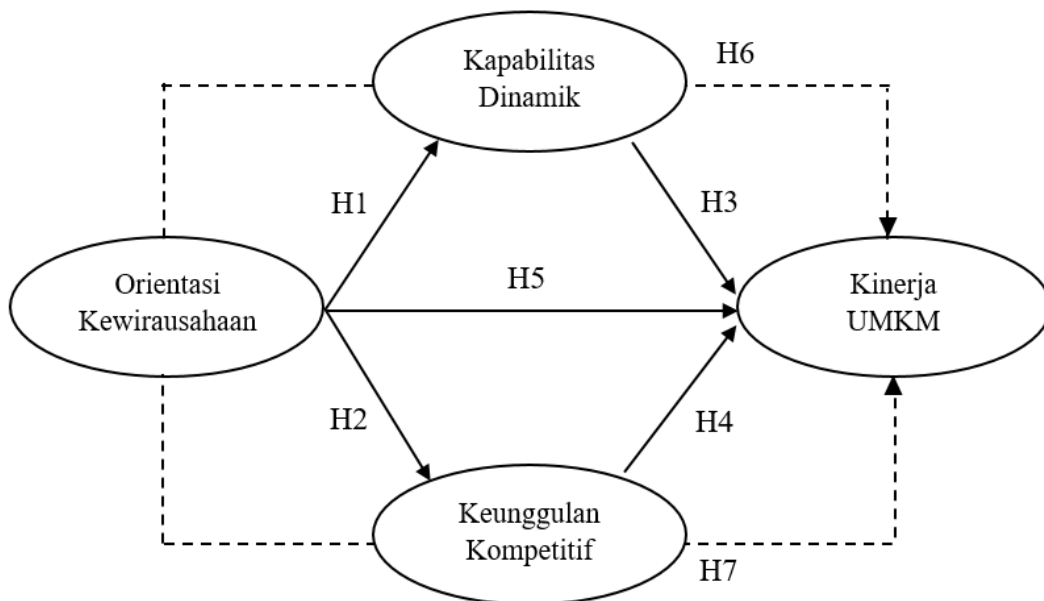 Kapabilitas
Dinamik
H6
H1
H3
Orientasi
Kewirausahaan
H5
Kinerja
UMKM
H2
H4
Keunggulan
Kompetitif
H7